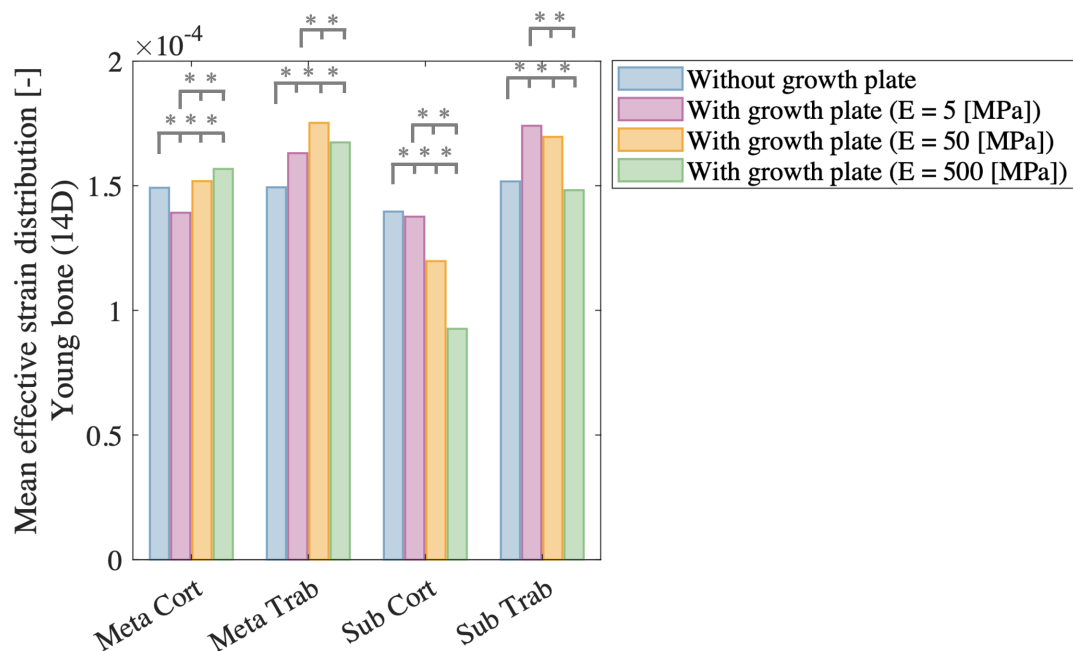 ×10⁻⁴
* *
* * *
* *
* * *
* *
* * *
* *
* * *
2
1.5
1
0.5
0
Mean effective strain distribution [-]
Young bone (14D)
Meta Cort
Meta Trab
Sub Cort
Sub Trab
Without growth plate
With growth plate (E = 5 [MPa])
With growth plate (E = 50 [MPa])
With growth plate (E = 500 [MPa])